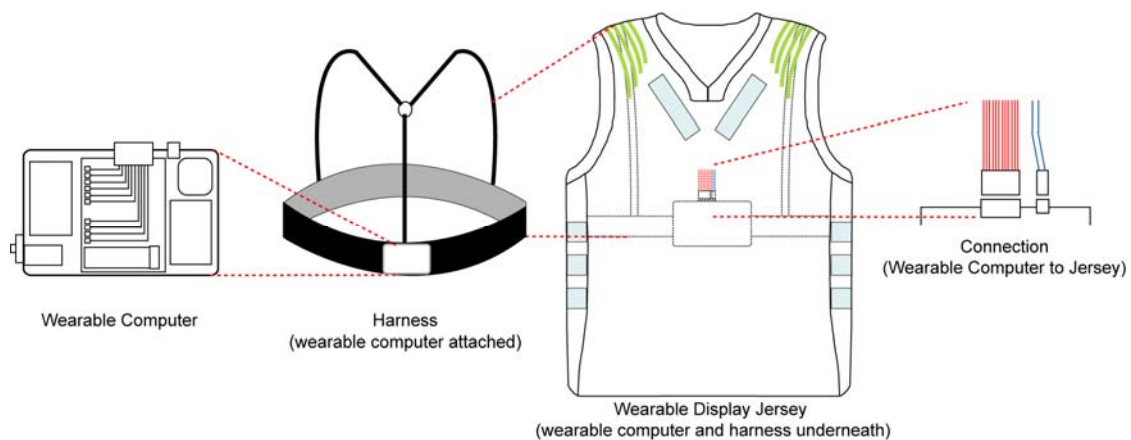 Wearable Computer
Harness
(wearable computer attached)
Wearable Display Jersey
(wearable computer and harness underneath)
Connection
(Wearable Computer to Jersey)